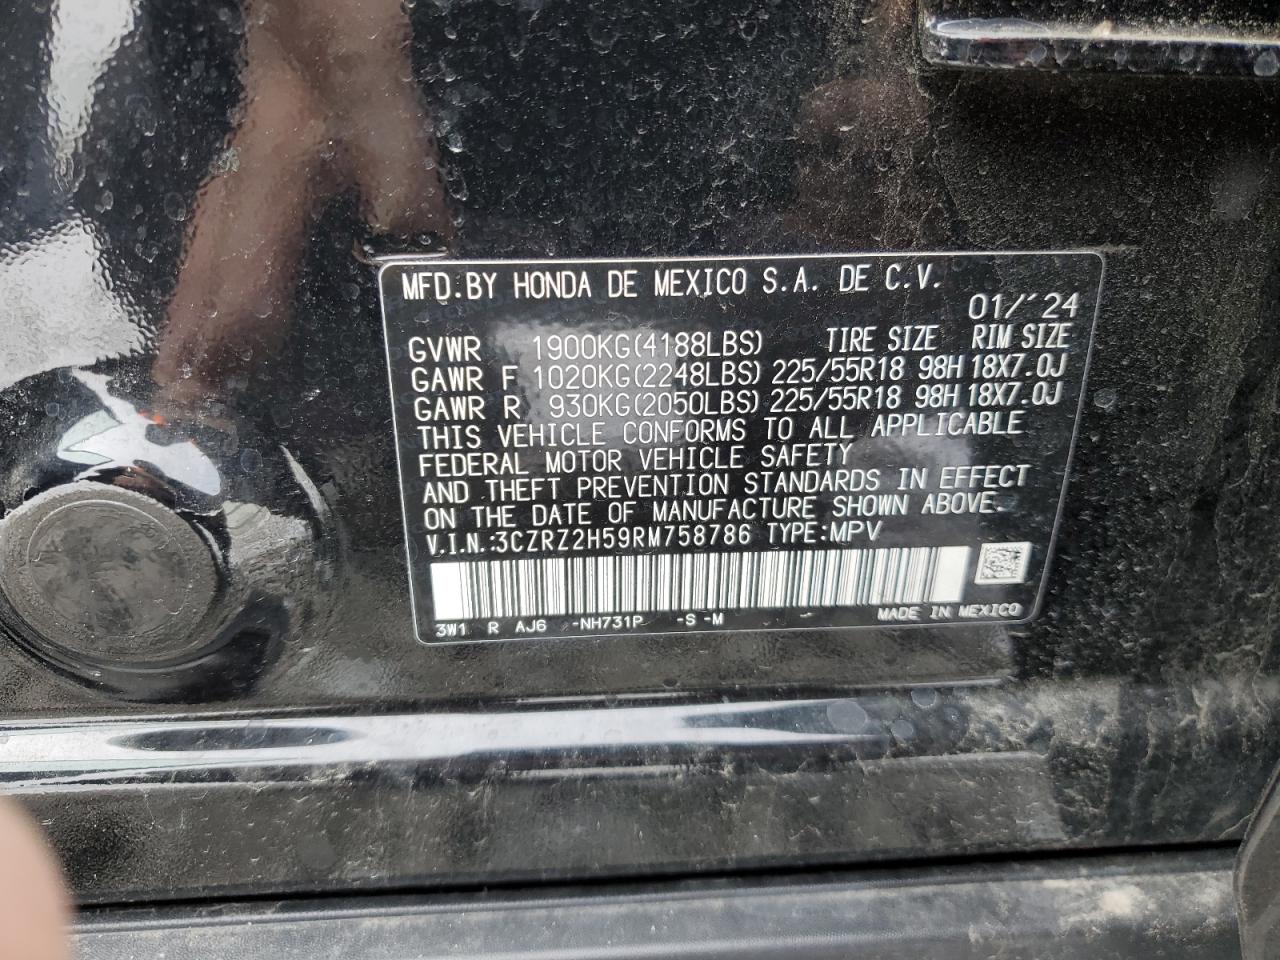 MFD.BY HONDA DE MEXICO S.A. DE C.V.
01/'24
GVWR 1900KG(4188LBS) TIRE SIZE RIM SIZE
GAWR F 1020KG(2248LBS) 225/55R18 98H 18X7.0J
GAWR R 930KG(2050LBS) 225/55R18 98H 18X7.0J
THIS VEHICLE CONFORMS TO ALL APPLICABLE
FEDERAL MOTOR VEHICLE SAFETY
AND THEFT PREVENTION STANDARDS IN EFFECT
ON THE DATE OF MANUFACTURE SHOWN ABOVE.
V.I.N.:3CZRZ2H59RM758786 TYPE:MPV
3W1 R AJ6 -NH731P -S -M MADE IN MEXICO